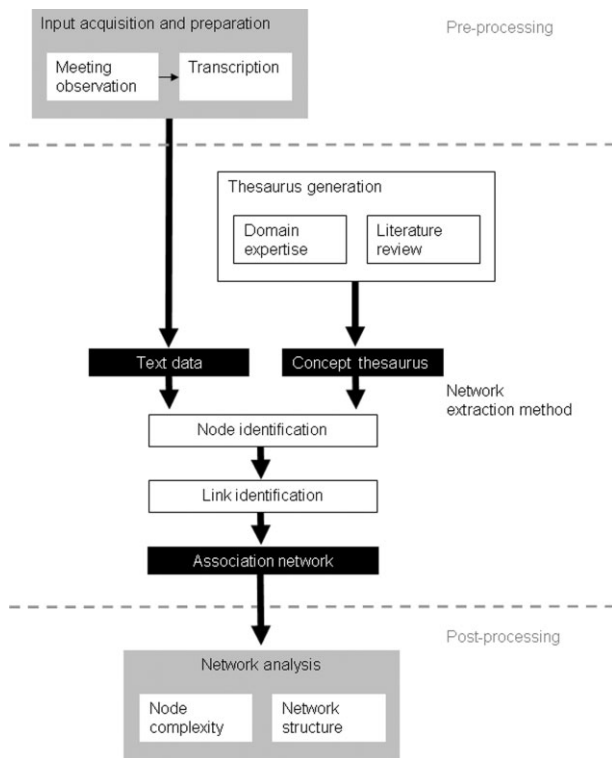 Input acquisition and preparation
Pre-processing
Meeting
observation
Transcription
Thesaurus generation
Domain
expertise
Literature
review
Text data
Concept thesaurus
Network
extraction method
Node identification
Link identification
Association network
Post-processing
Network analysis
Node
complexity
Network
structure